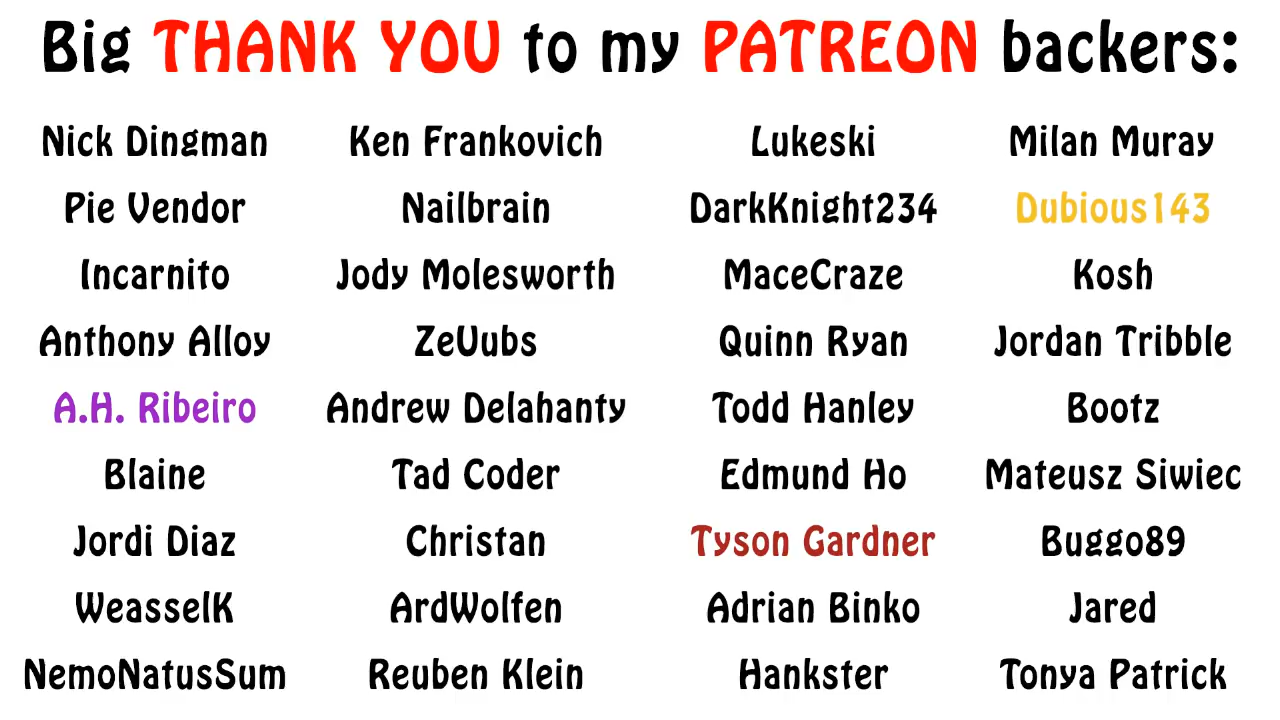 Big THANK YOU to my PATREON backers:
Nick Dingman Ken Frankovich Lukeski Milan Muray
Pie Vendor Nailbrain DarkKnight234 Dubious143
Incarnito Jody Molesworth MaceCraze Kosh
Anthony Alloy ZeVubs Quinn Ryan Jordan Tribble
A.H. Ribeiro Andrew Delahanty Todd Hanley Bootz
Blaine Tad Coder Edmund Ho Mateusz Siwiec
Jordi Diaz Christan Tyson Gardner Buggo89
WeasselK ArdWolfen Adrian Binko Jared
NemoNatusSum Reuben Klein Hankster Tonya Patrick